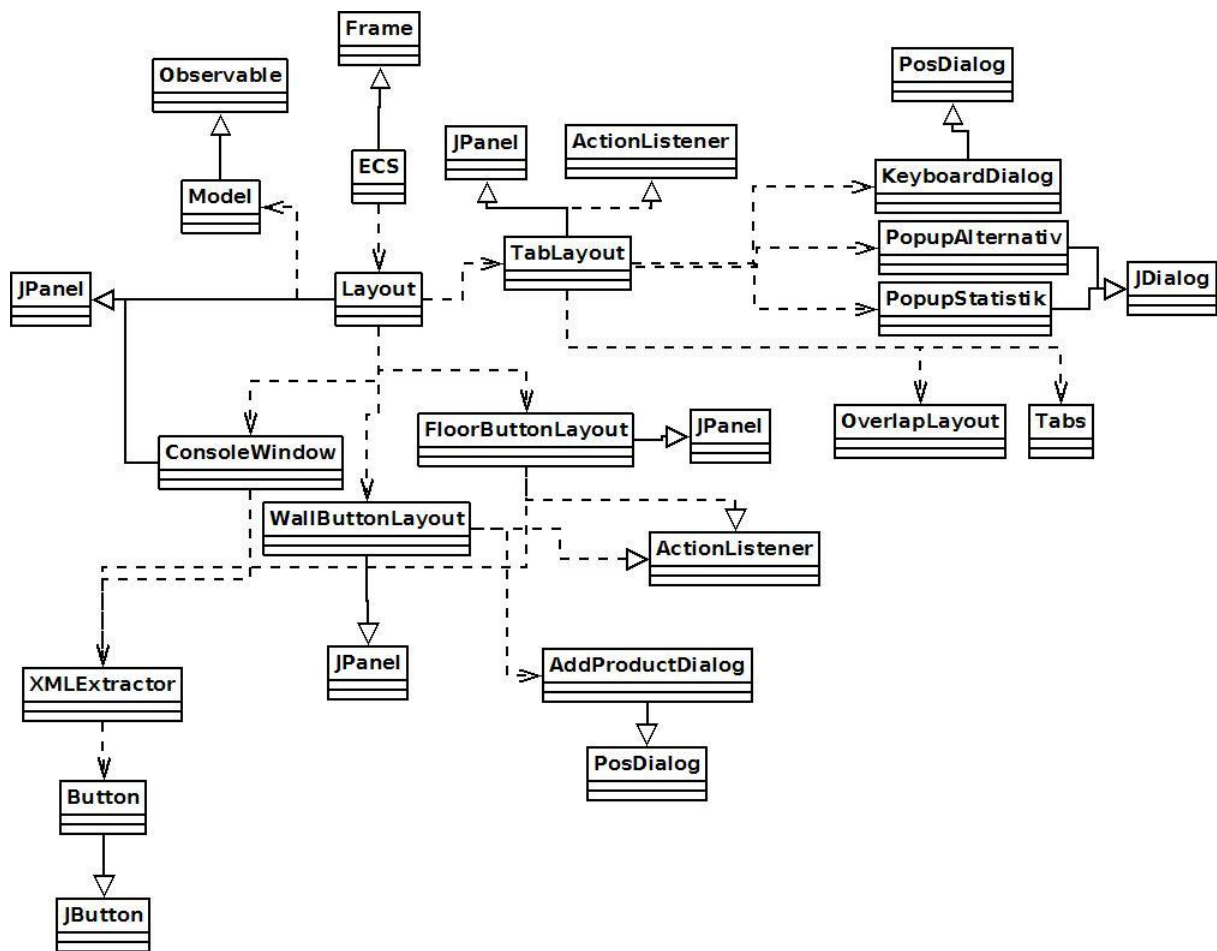 Frame
Observable
PosDialog
JPanel
ActionListener
ECS
Model
KeyboardDialog
TabLayout
PopupAlternativ
JPanel
Layout
PopupStatistik
JDialog
FloorButtonLayout
JPanel
OverlapLayout
Tabs
ConsoleWindow
WallButtonLayout
ActionListener
JPanel
AddProductDialog
XMLExtractor
PosDialog
Button
JButton